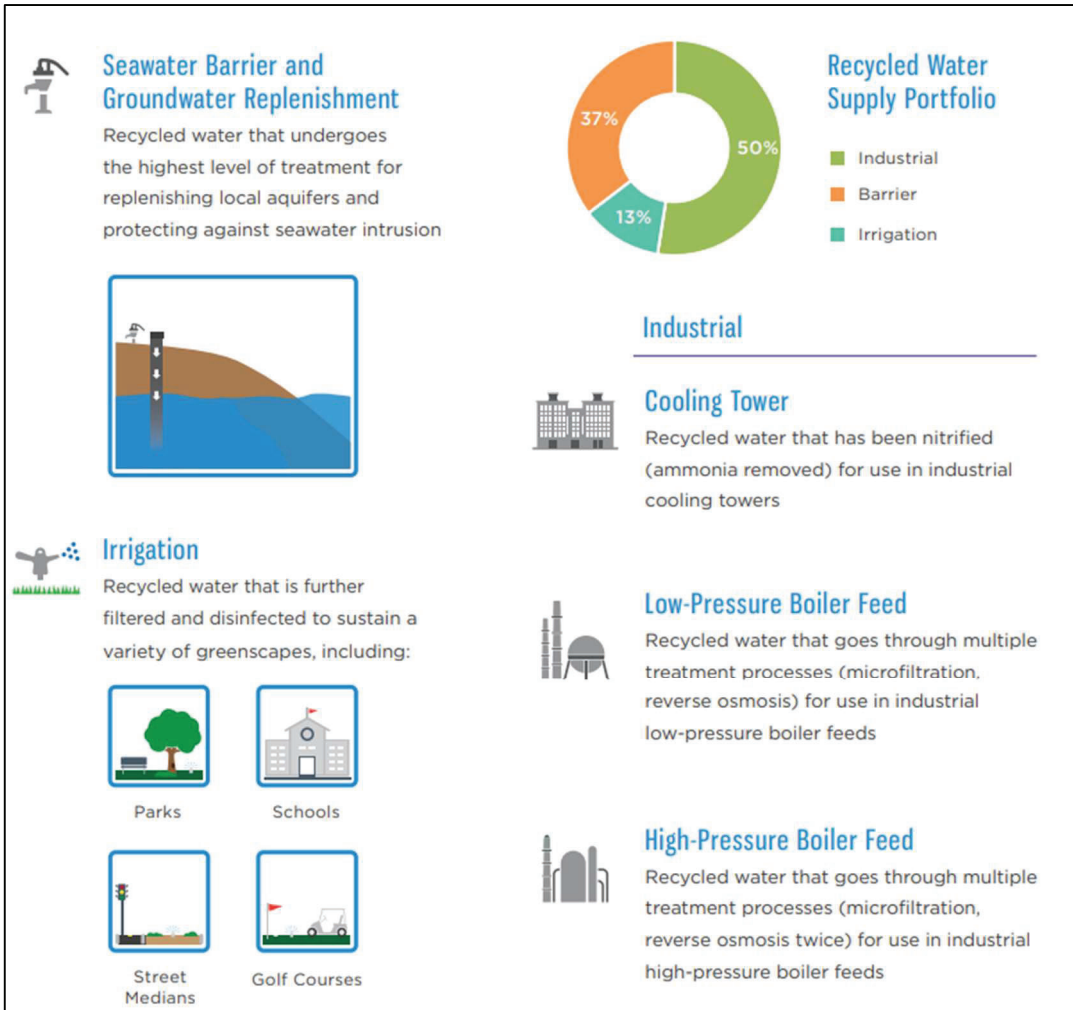 Seawater Barrier and
Groundwater Replenishment
Recycled water that undergoes
the highest level of treatment for
replenishing local aquifers and
protecting against seawater intrusion
Irrigation
Recycled water that is further
filtered and disinfected to sustain a
variety of greenscapes, including:
Parks
Schools
Street
Medians
Golf Courses
37%
50%
13%
Recycled Water
Supply Portfolio
Industrial
Barrier
Irrigation
Industrial
Cooling Tower
Recycled water that has been nitrified
(ammonia removed) for use in industrial
cooling towers
Low-Pressure Boiler Feed
Recycled water that goes through multiple
treatment processes (microfiltration,
reverse osmosis) for use in industrial
low-pressure boiler feeds
High-Pressure Boiler Feed
Recycled water that goes through multiple
treatment processes (microfiltration,
reverse osmosis twice) for use in industrial
high-pressure boiler feeds